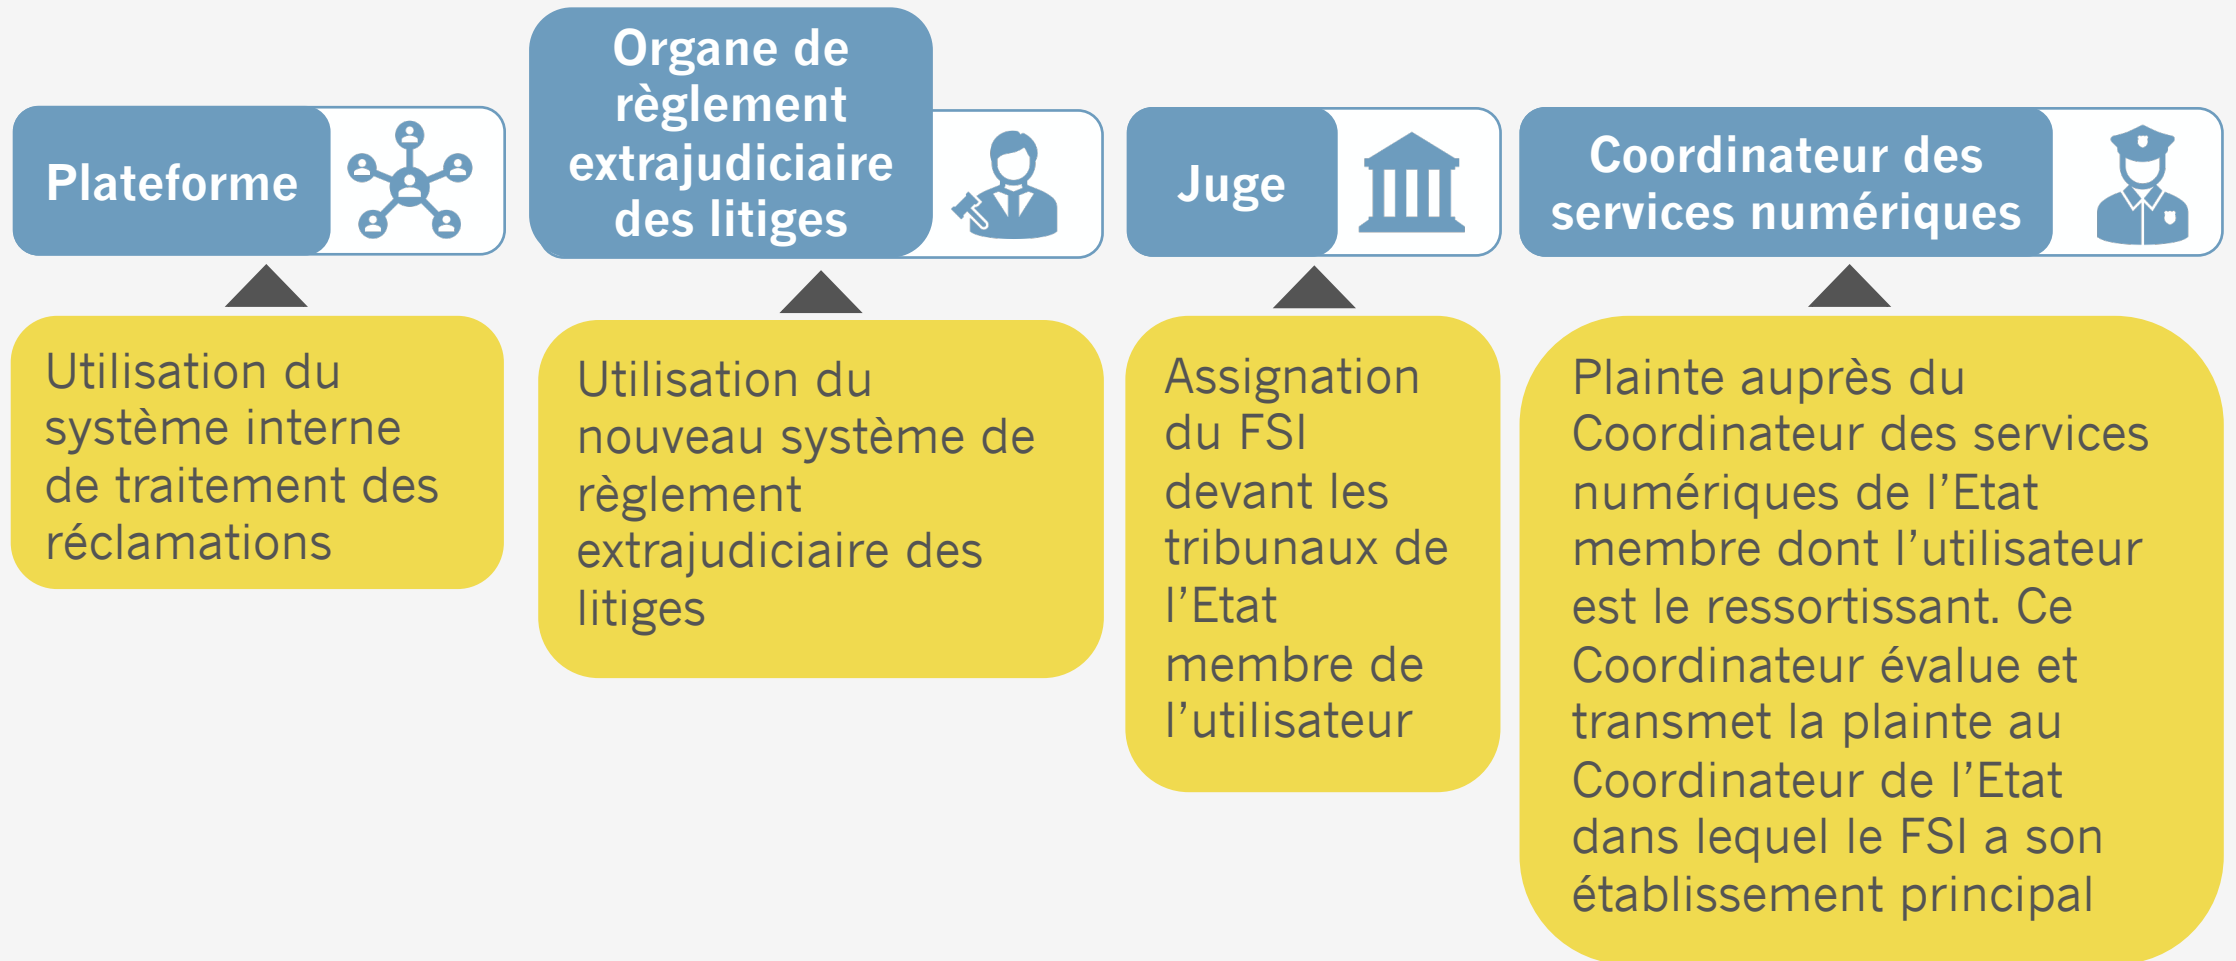 Plateforme
Organe de
règlement
extrajudiciaire
des litiges
Juge
Coordinateur des
services numériques
Utilisation du
système interne
de traitement des
réclamations
Utilisation du
nouveau système de
règlement
extrajudiciaire des
litiges
Assignation
du FSI
devant les
tribunaux de
l’Etat
membre de
l’utilisateur
Plainte auprès du
Coordinateur des services
numériques de l’Etat
membre dont l’utilisateur
est le ressortissant. Ce
Coordinateur évalue et
transmet la plainte au
Coordinateur de l’Etat
dans lequel le FSI a son
établissement principal